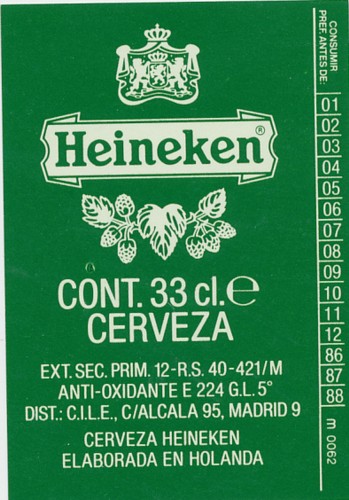 Heineken®
CONT. 33 cl. e
CERVEZA
EXT. SEC. PRIM. 12-R.S. 40-421/M
ANTI-OXIDANTE E 224 G.L. 5°
DIST.: C.I.L.E., C/ALCALA 95, MADRID 9
CERVEZA HEINEKEN
ELABORADA EN HOLANDA
CONSUMIR
PREF. ANTES DE:
01
02
03
04
05
06
07
08
09
10
11
12
86
87
88
m 0062